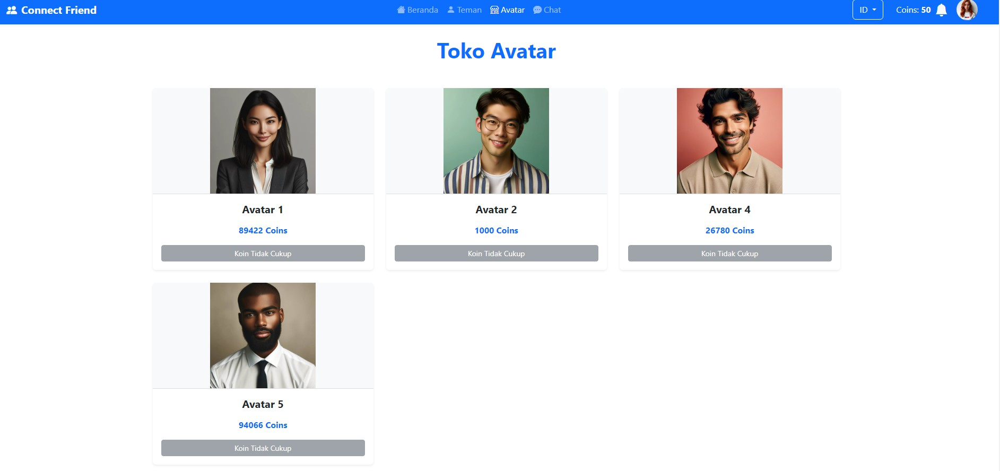 Connect Friend
Beranda Teman Avatar Chat
ID Coins: 50
Toko Avatar
Avatar 1
89422 Coins
Koin Tidak Cukup
Avatar 2
1000 Coins
Koin Tidak Cukup
Avatar 4
26780 Coins
Koin Tidak Cukup
Avatar 5
94066 Coins
Koin Tidak Cukup